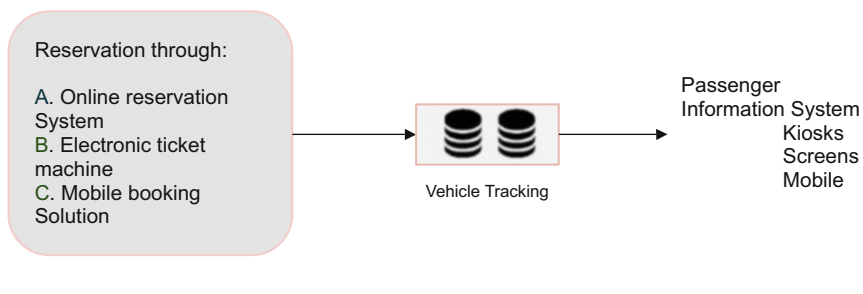 Reservation through:
A. Online reservation
System
B. Electronic ticket
machine
C. Mobile booking
Solution
Vehicle Tracking
Passenger
Information System
Kiosks
Screens
Mobile